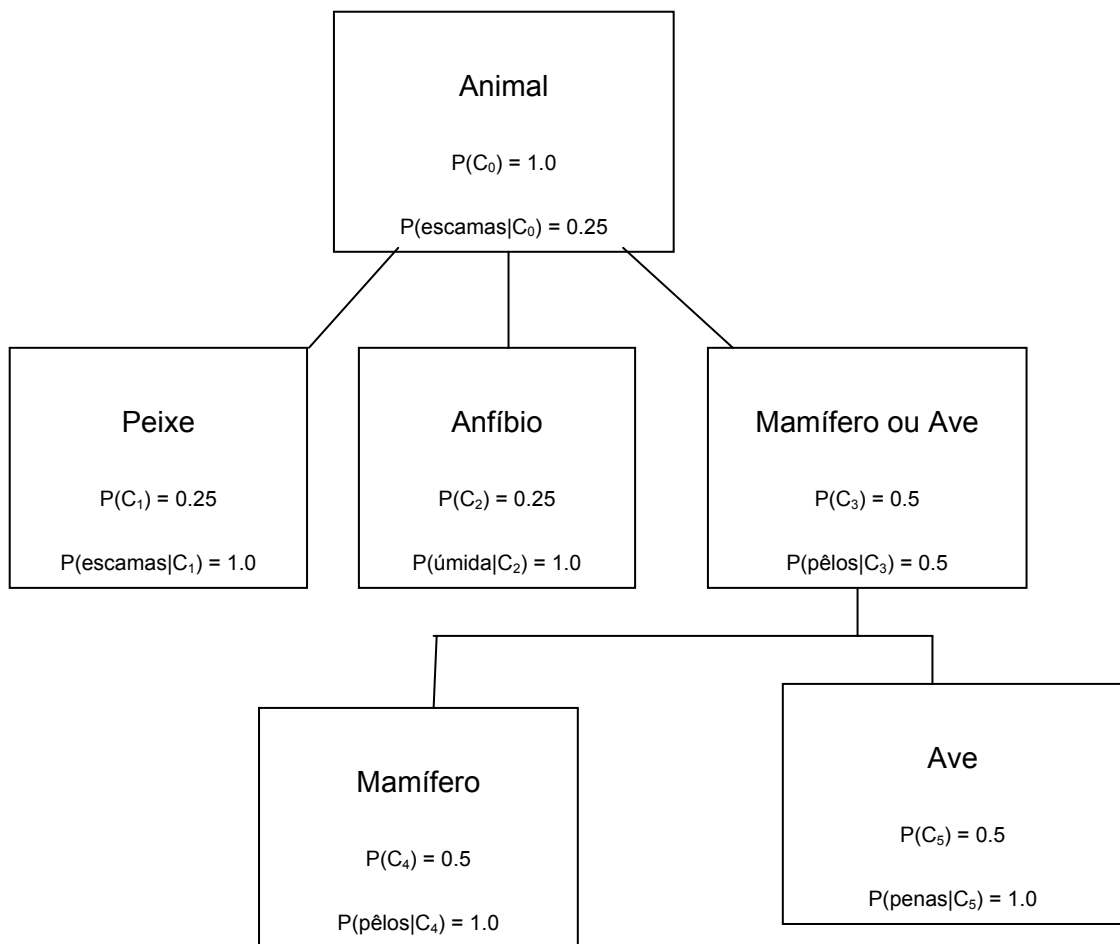 Animal
P(C₀) = 1.0
P(escamas|C₀) = 0.25
Peixe
P(C₁) = 0.25
P(escamas|C₁) = 1.0
Anfíbio
P(C₂) = 0.25
P(úmida|C₂) = 1.0
Mamífero ou Ave
P(C₃) = 0.5
P(pêlos|C₃) = 0.5
Mamífero
P(C₄) = 0.5
P(pêlos|C₄) = 1.0
Ave
P(C₅) = 0.5
P(penas|C₅) = 1.0